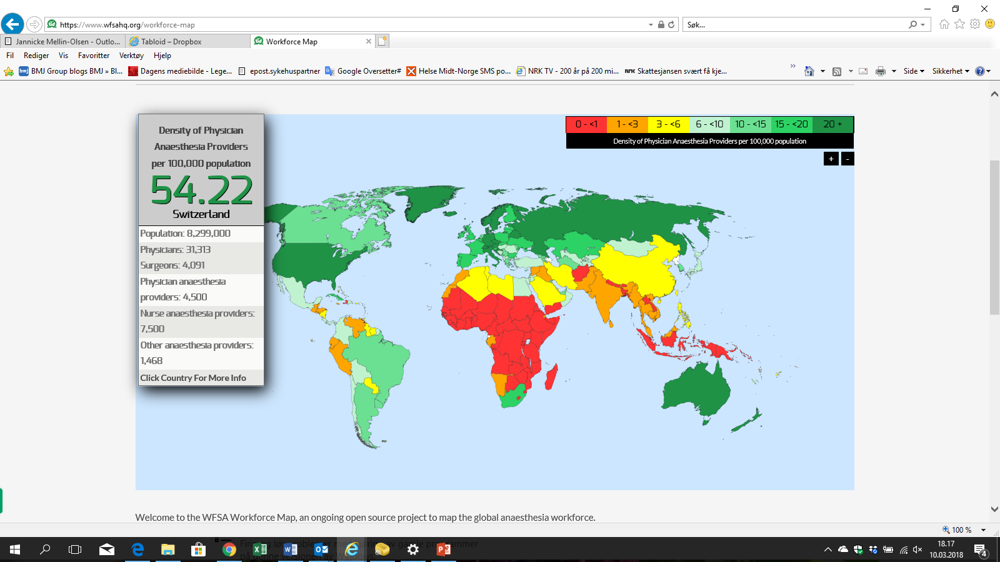 https://www.wfsahq.org/workforce-map
Søk...
Jannicke Mellin-Olsen - Outlo...
Tabloid – Dropbox
Workforce Map
Fil Rediger Vis Favoritter Verktøy Hjelp
bmj BMJ Group blogs BMJ » Bl...
Dagens mediebilde - Lege...
epost.sykehuspartner
Google Oversetter#
Helse Midt-Norge SMS po...
NRK TV - 200 år på 200 mi...
nrk Skattesjansen svært få kje...
»
Side
Sikkerhet
Density of Physician
Anaesthesia Providers
per 100,000 population
54.22
Switzerland
Population: 8,299,000
Physicians: 31,313
Surgeons: 4,091
Physician anaesthesia
providers: 4,500
Nurse anaesthesia providers:
7,500
Other anaesthesia providers:
1,468
Click Country For More Info
0 - <1 1 - <3 3 - <6 6 - <10 10 - <15 15 - <20 20 +
Density of Physician Anaesthesia Providers per 100,000 population
+ -
Welcome to the WFSA Workforce Map, an ongoing open source project to map the global anaesthesia workforce.
100 %
18.17
10.03.2018
4